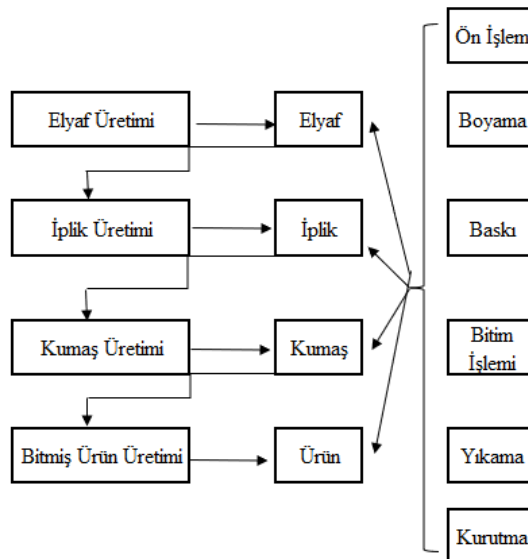 Ön İşlem
Elyaf Üretimi
Elyaf
Boyama
İplik Üretimi
İplik
Baskı
Kumaş Üretimi
Kumaş
Bitim
İşlemi
Bitmiş Ürün Üretimi
Ürün
Yıkama
Kurutma